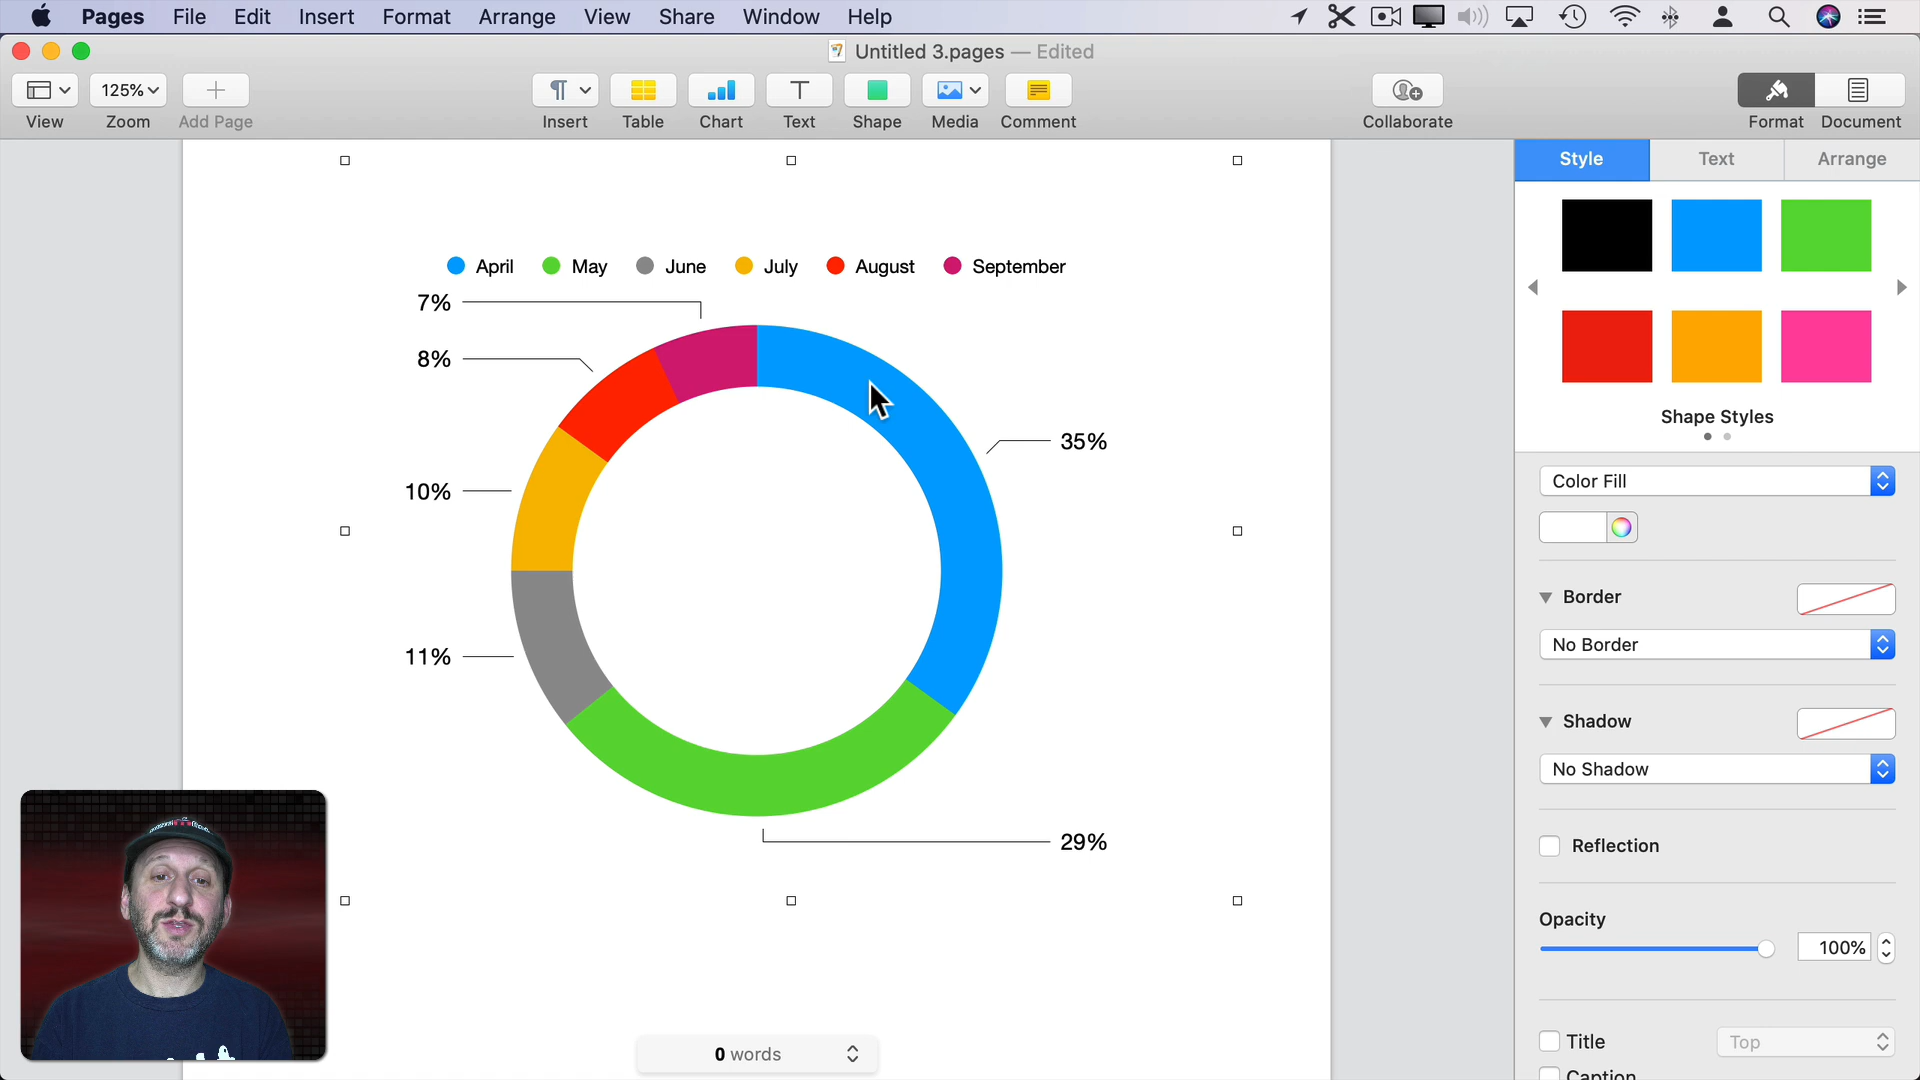 Pages File Edit Insert Format Arrange View Share Window Help
Untitled 3.pages — Edited
125%
View Zoom Add Page Insert Table Chart Text Shape Media Comment Collaborate Format Document
Style Text Arrange
April May June July August September
7%
8%
35%
10%
11%
29%
0 words
Shape Styles
Color Fill
Border
No Border
Shadow
No Shadow
Reflection
Opacity
100%
Title Top
Caption